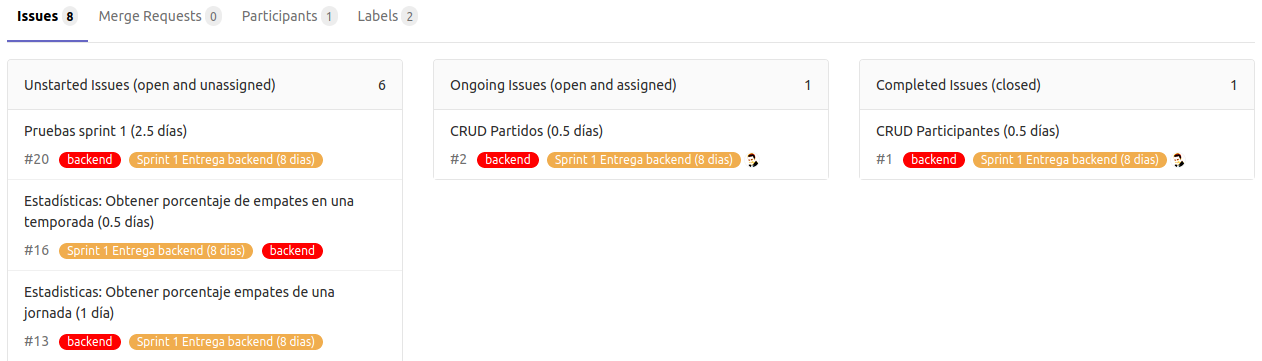 Issues 8 Merge Requests 0 Participants 1 Labels 2
Unstarted Issues (open and unassigned) 6
Pruebas sprint 1 (2.5 días)
#20 backend Sprint 1 Entrega backend (8 dias)
Estadísticas: Obtener porcentaje de empates en una
temporada (0.5 días)
#16 Sprint 1 Entrega backend (8 dias) backend
Estadisticas: Obtener porcentaje empates de una
jornada (1 día)
#13 backend Sprint 1 Entrega backend (8 dias)
Ongoing Issues (open and assigned) 1
CRUD Partidos (0.5 días)
#2 backend Sprint 1 Entrega backend (8 dias)
Completed Issues (closed) 1
CRUD Participantes (0.5 días)
#1 backend Sprint 1 Entrega backend (8 dias)